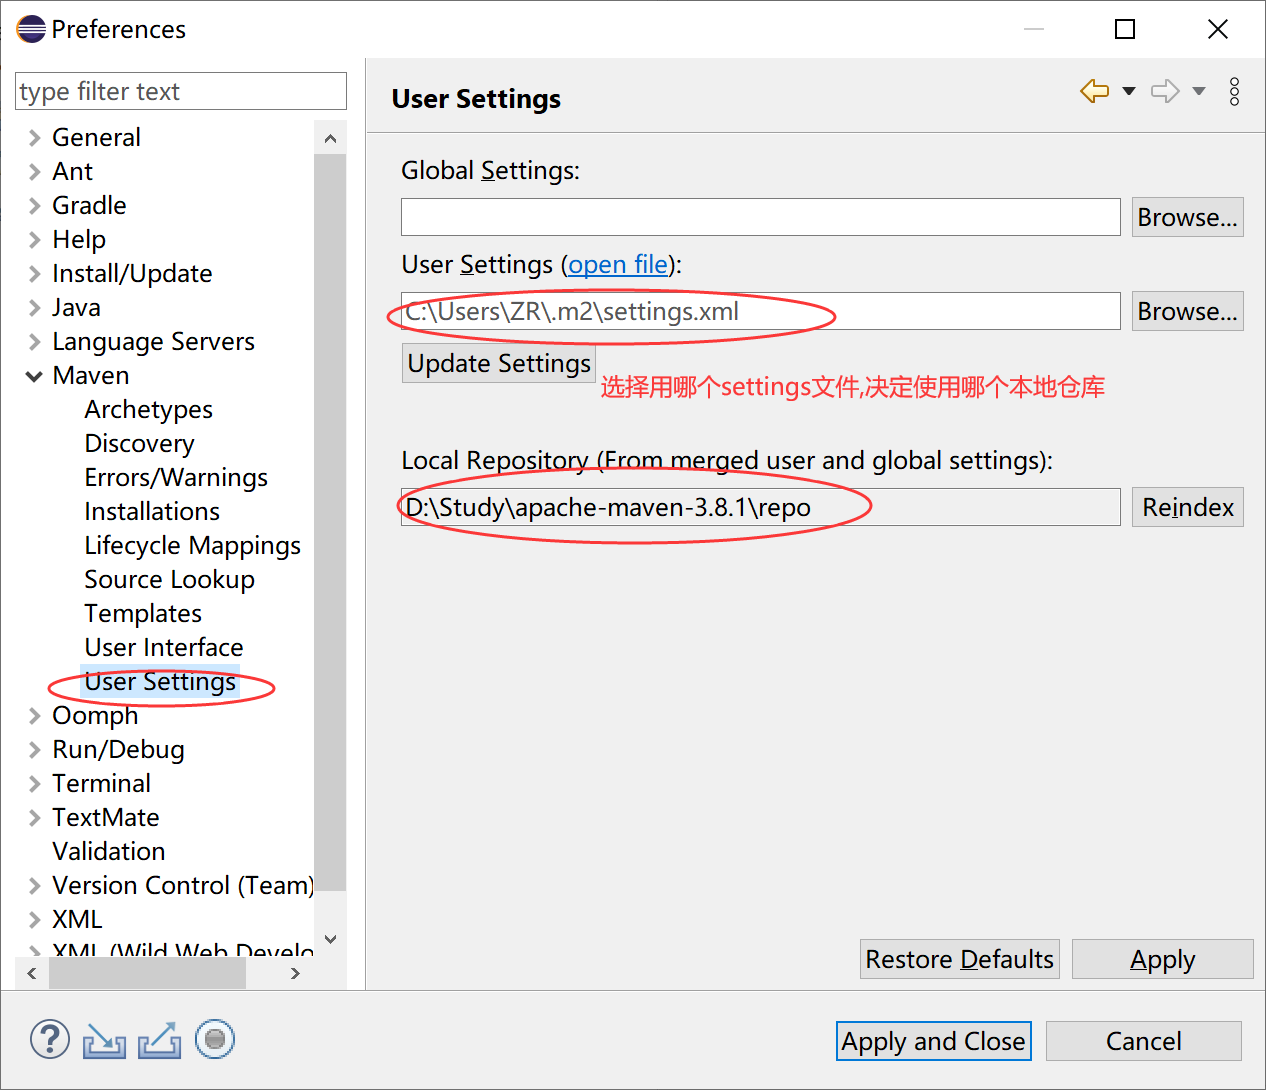 Preferences
type filter text
General
Ant
Gradle
Help
Install/Update
Java
Language Servers
Maven
Archetypes
Discovery
Errors/Warnings
Installations
Lifecycle Mappings
Source Lookup
Templates
User Interface
User Settings
Oomph
Run/Debug
Terminal
TextMate
Validation
Version Control (Team)
XML
XML (Wild Web Develo
User Settings
Global Settings:
Browse...
User Settings (open file):
C:\Users\ZR\.m2\settings.xml
Browse...
Update Settings
选择用哪个settings文件,决定使用哪个本地仓库
Local Repository (From merged user and global settings):
D:\Study\apache-maven-3.8.1\repo
Reindex
Restore Defaults
Apply
Apply and Close
Cancel